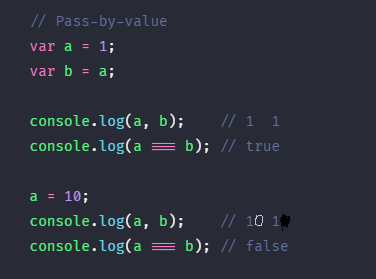 // Pass-by-value
var a = 1;
var b = a;
console.log(a, b); // 1 1
console.log(a === b); // true
a = 10;
console.log(a, b); // 10 1
console.log(a === b); // false